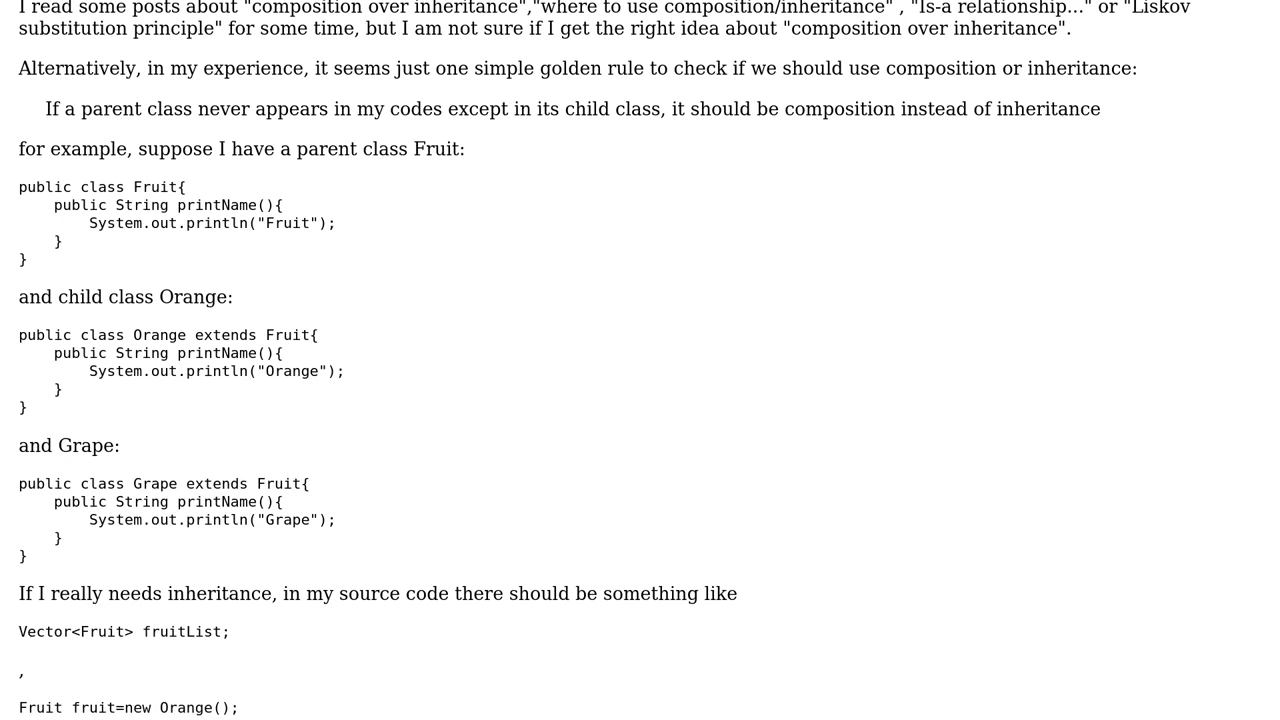 I read some posts about "composition over inheritance","where to use composition/inheritance" , "Is-a relationship..." or "Liskov
substitution principle" for some time, but I am not sure if I get the right idea about "composition over inheritance".
Alternatively, in my experience, it seems just one simple golden rule to check if we should use composition or inheritance:
If a parent class never appears in my codes except in its child class, it should be composition instead of inheritance
for example, suppose I have a parent class Fruit:
public class Fruit{
    public String printName(){
        System.out.println("Fruit");
    }
}
and child class Orange:
public class Orange extends Fruit{
    public String printName(){
        System.out.println("Orange");
    }
}
and Grape:
public class Grape extends Fruit{
    public String printName(){
        System.out.println("Grape");
    }
}
If I really needs inheritance, in my source code there should be something like
Vector<Fruit> fruitList;
,
Fruit fruit=new Orange();